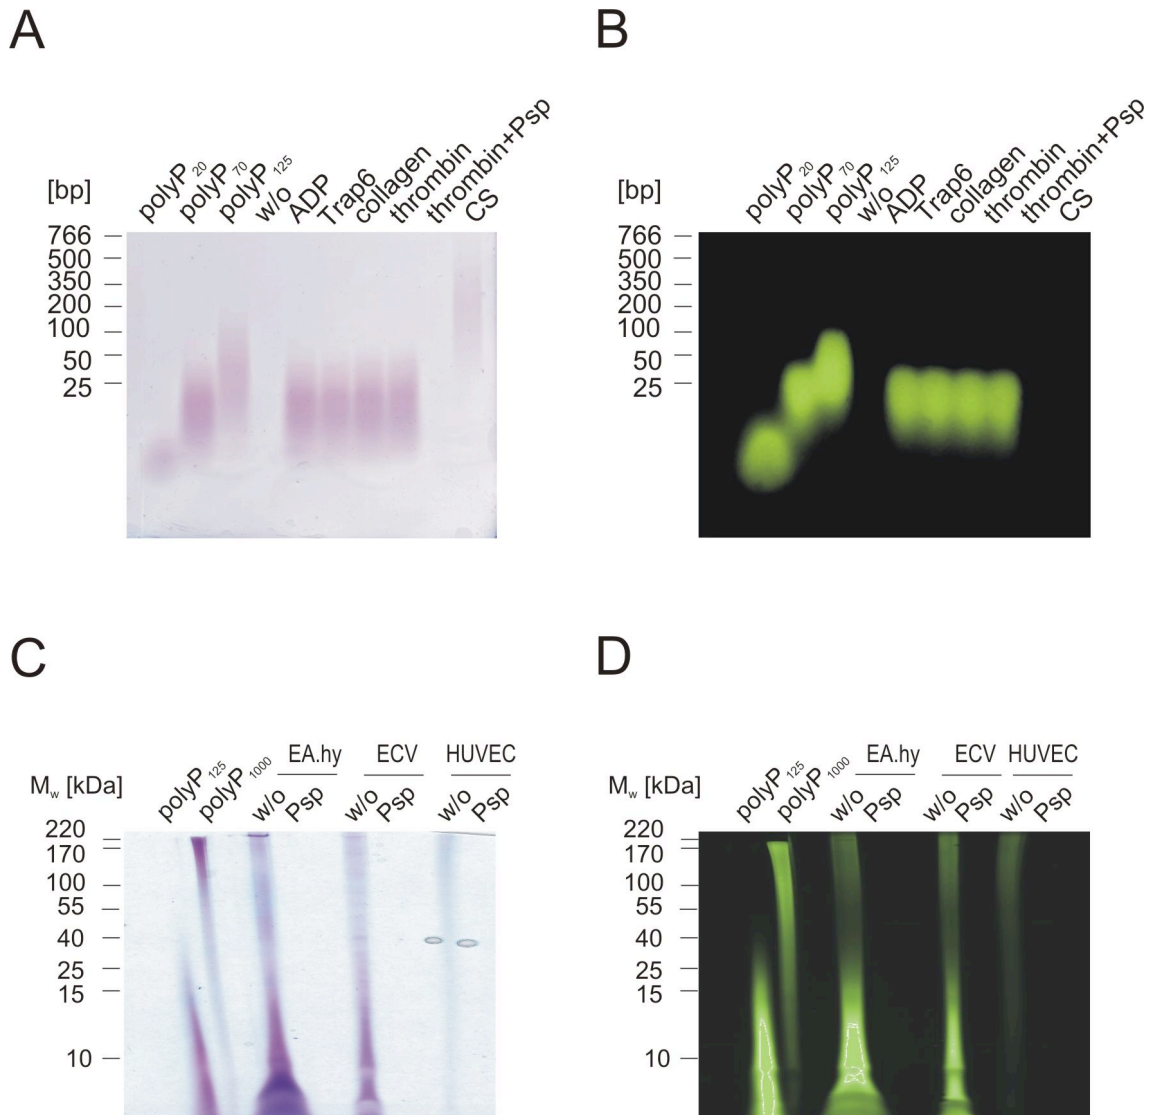 A
[bp]
polyP 20
polyP 70
polyP 125
w/o
ADP
Trap6
collagen
thrombin
thrombin+Psp
CS
766
500
350
200
100
50
25
B
[bp]
polyP 20
polyP 70
polyP 125
w/o
ADP
Trap6
collagen
thrombin
thrombin+Psp
CS
766
500
350
200
100
50
25
C
EA.hy
ECV
HUVEC
Mw [kDa]
polyP 125
polyP 1000
w/o
Psp
w/o
Psp
w/o
Psp
220
170
100
55
40
25
15
10
D
EA.hy
ECV
HUVEC
Mw [kDa]
polyP 125
polyP 1000
w/o
Psp
w/o
Psp
w/o
Psp
220
170
100
55
40
25
15
10